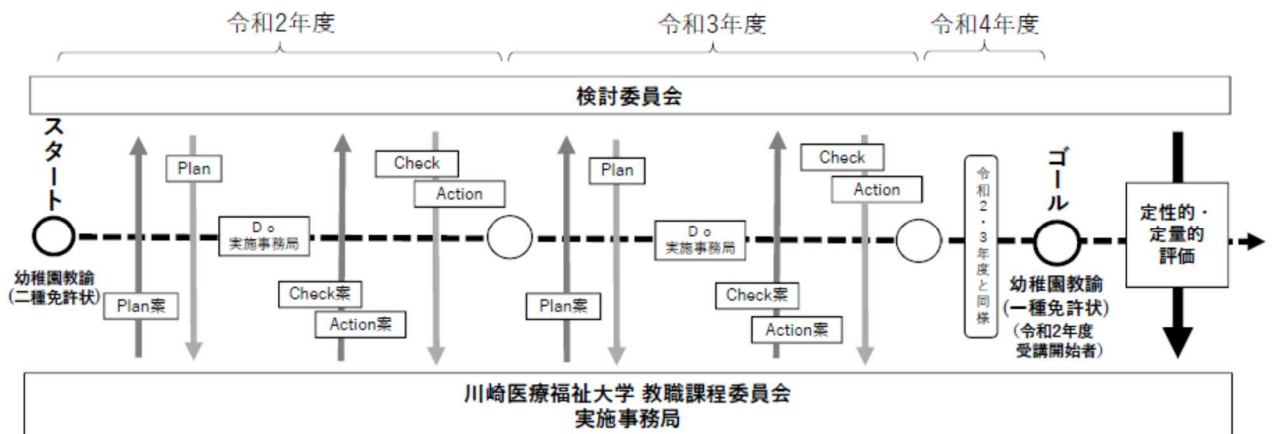 令和2年度
令和3年度
令和4年度
検討委員会
スタート
Plan
Check
Action
Plan
Check
Action
令和2・3年度と同様
ゴール
定性的・
定量的
評価
Do
実施事務局
Do
実施事務局
幼稚園教諭
(二種免許状)
Plan案
Check案
Action案
Plan案
Check案
Action案
幼稚園教諭
(一種免許状)
(令和2年度
受講開始者)
川崎医療福祉大学 教職課程委員会
実施事務局